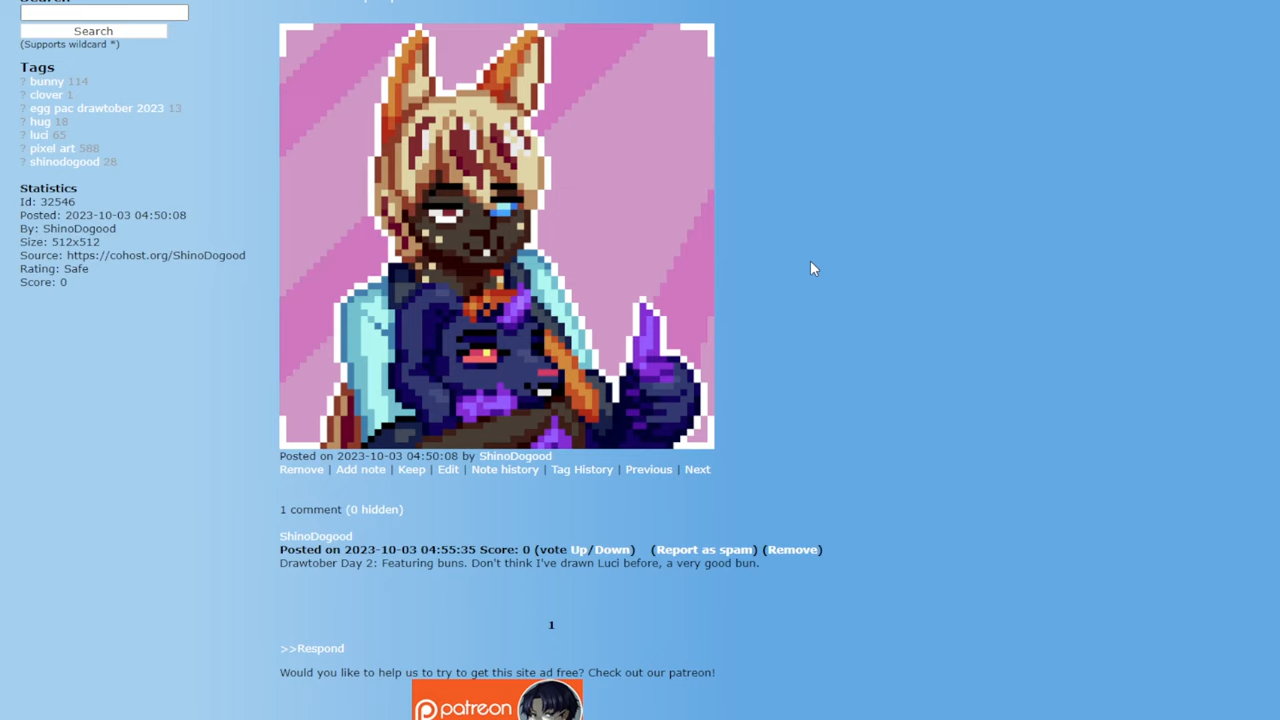 Search
(Supports wildcard *)
Tags
? bunny 114
? clover 1
? egg pac drawtober 2023 13
? hug 18
? luci 65
? pixel art 588
? shinodogood 28
Statistics
Id: 32546
Posted: 2023-10-03 04:50:08
By: ShinoDogood
Size: 512x512
Source: https://cohost.org/ShinoDogood
Rating: Safe
Score: 0
Posted on 2023-10-03 04:50:08 by ShinoDogood
Remove | Add note | Keep | Edit | Note history | Tag History | Previous | Next
1 comment (0 hidden)
ShinoDogood
Posted on 2023-10-03 04:55:35 Score: 0 (vote Up/Down) (Report as spam) (Remove)
Drawtober Day 2: Featuring buns. Don't think I've drawn Luci before, a very good bun.
1
>>Respond
Would you like to help us to try to get this site ad free? Check out our patreon!
patreon